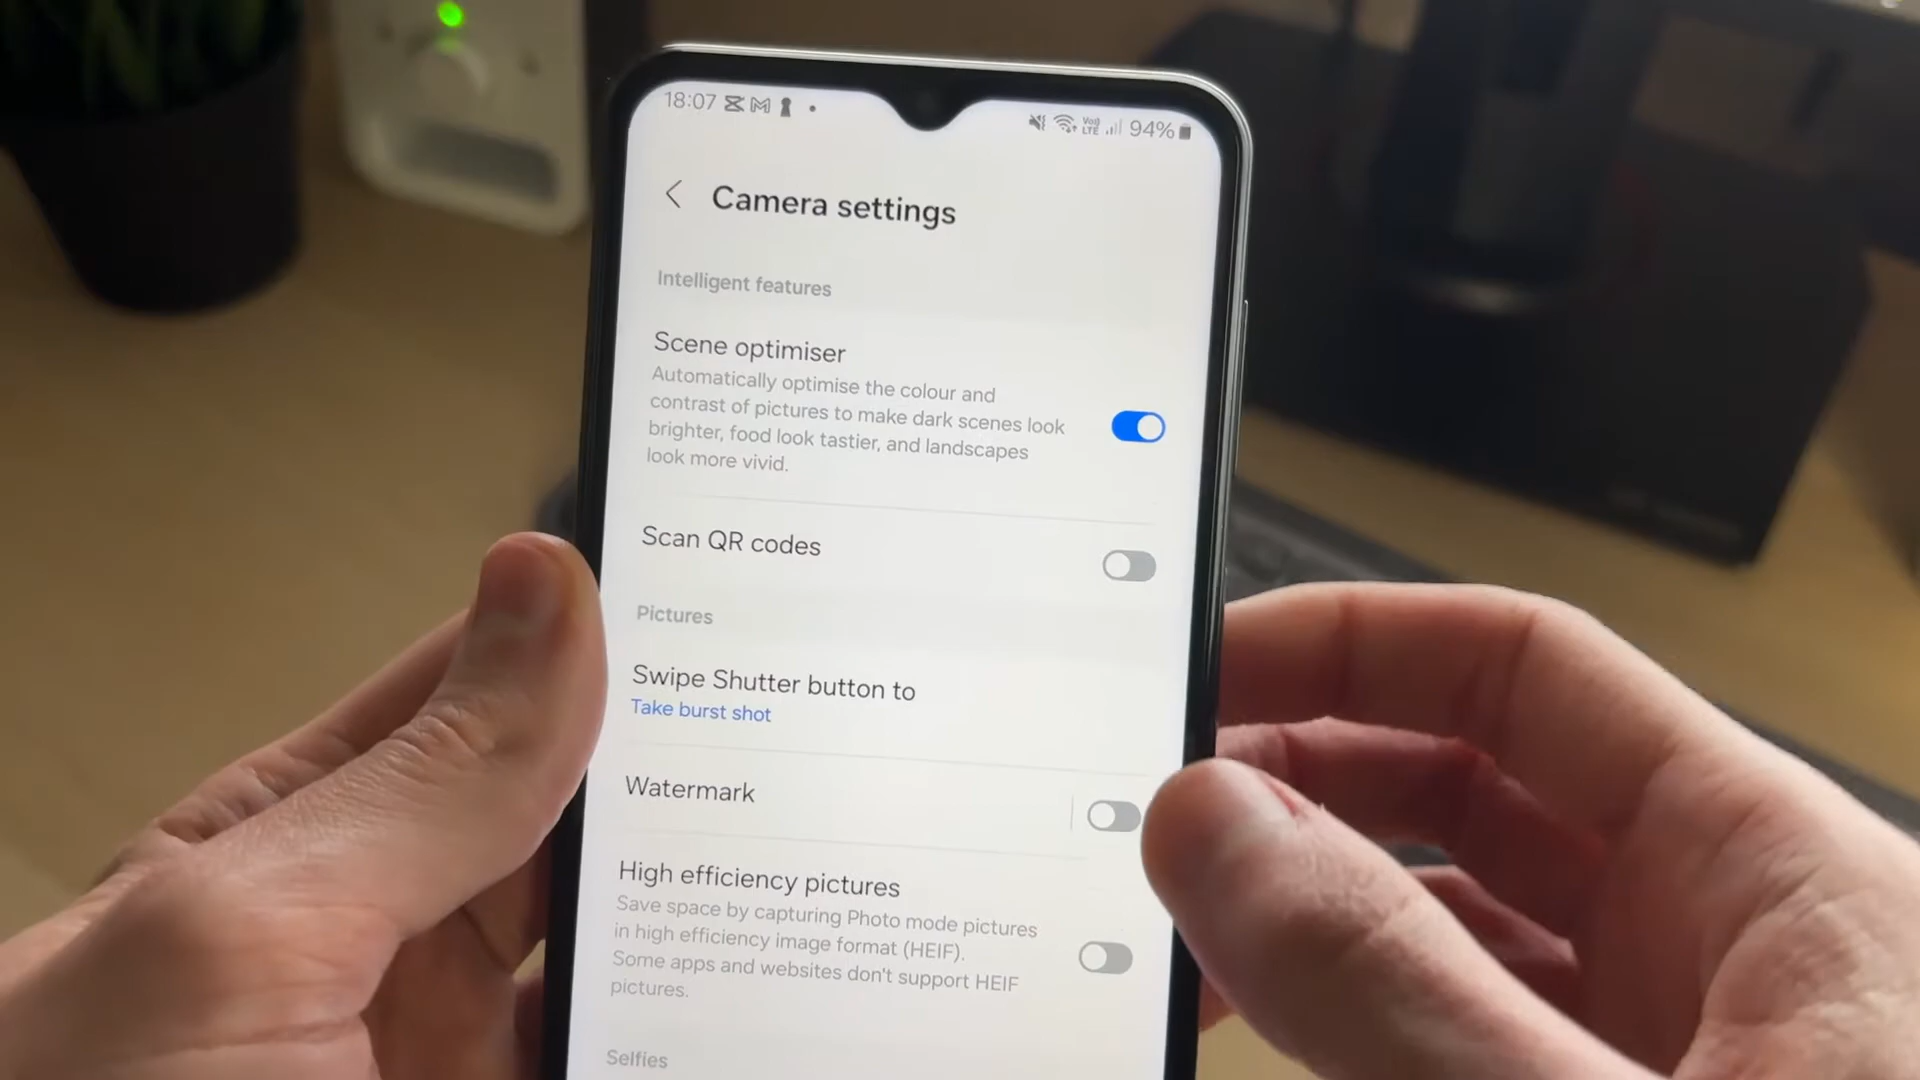 18:07
Vo)) LTE 94%
Camera settings
Intelligent features
Scene optimiser
Automatically optimise the colour and
contrast of pictures to make dark scenes look
brighter, food look tastier, and landscapes
look more vivid.
Scan QR codes
Pictures
Swipe Shutter button to
Take burst shot
Watermark
High efficiency pictures
Save space by capturing Photo mode pictures
in high efficiency image format (HEIF).
Some apps and websites don't support HEIF
pictures.
Selfies